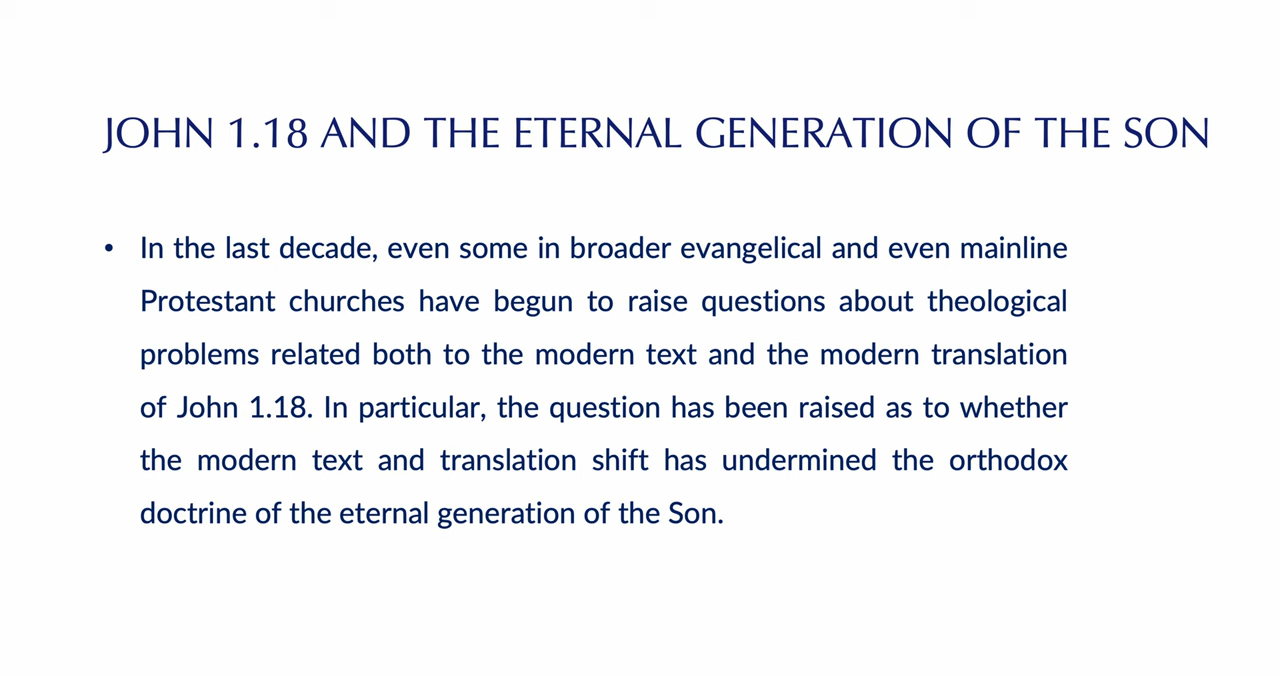 JOHN 1.18 AND THE ETERNAL GENERATION OF THE SON
• In the last decade, even some in broader evangelical and even mainline
Protestant churches have begun to raise questions about theological
problems related both to the modern text and the modern translation
of John 1.18. In particular, the question has been raised as to whether
the modern text and translation shift has undermined the orthodox
doctrine of the eternal generation of the Son.